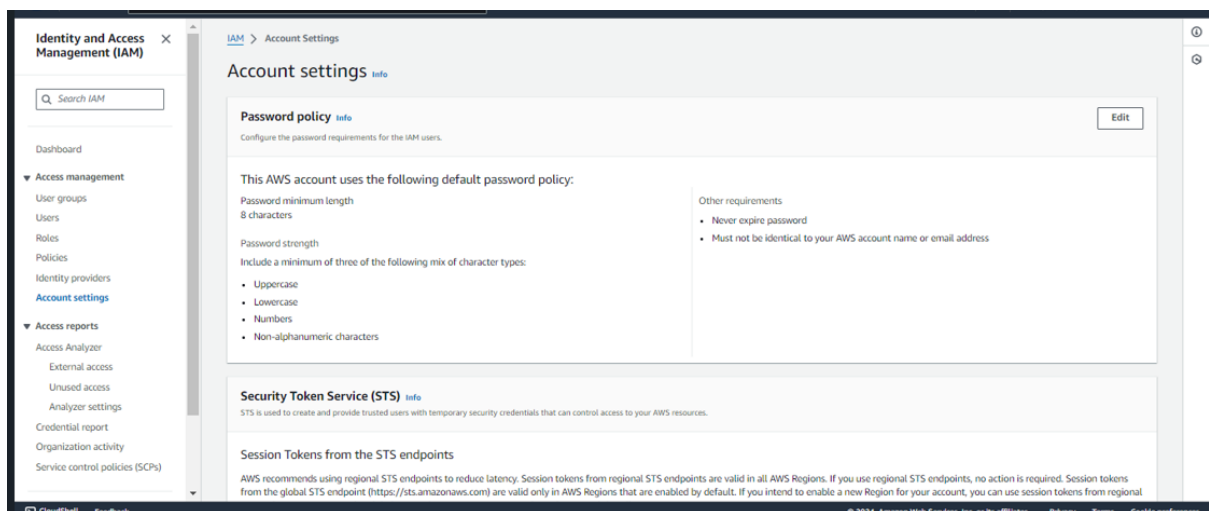 Identity and Access
Management (IAM)
Search IAM
Dashboard
Access management
User groups
Users
Roles
Policies
Identity providers
Account settings
Access reports
Access Analyzer
External access
Unused access
Analyzer settings
Credential report
Organization activity
Service control policies (SCPs)
IAM > Account Settings
Account settings Info
Password policy Info
Edit
Configure the password requirements for the IAM users.
This AWS account uses the following default password policy:
Password minimum length
8 characters
Password strength
Include a minimum of three of the following mix of character types:
• Uppercase
• Lowercase
• Numbers
• Non-alphanumeric characters
Other requirements
• Never expire password
• Must not be identical to your AWS account name or email address
Security Token Service (STS) Info
STS is used to create and provide trusted users with temporary security credentials that can control access to your AWS resources.
Session Tokens from the STS endpoints
AWS recommends using regional STS endpoints to reduce latency. Session tokens from regional STS endpoints are valid in all AWS Regions. If you use regional STS endpoints, no action is required. Session tokens
from the global STS endpoint (https://sts.amazonaws.com) are valid only in AWS Regions that are enabled by default. If you intend to enable a new Region for your account, you can use session tokens from regional
CloudShell Feedback
© 2024, Amazon Web Services, Inc. or its affiliates. Privacy Terms Cookie preferences